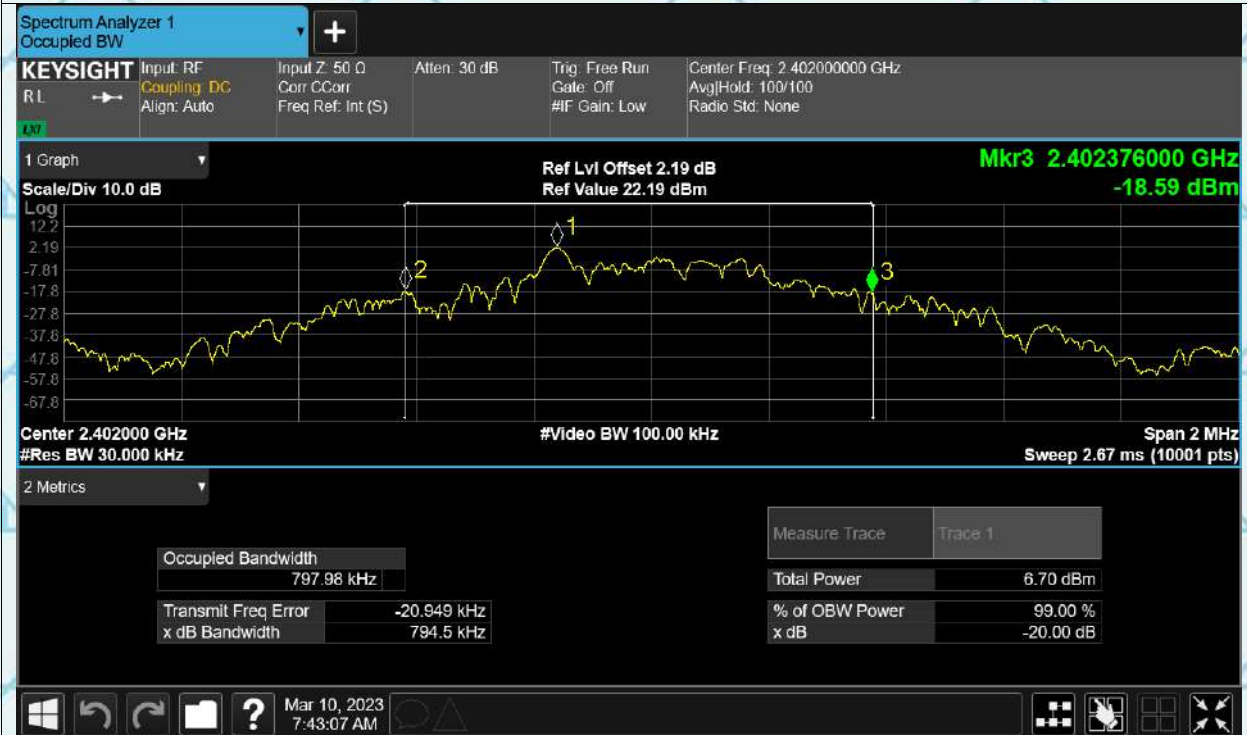 Spectrum Analyzer 1
Occupied BW
+
KEYSIGHT
RL
LXI
Input: RF
Coupling: DC
Align: Auto
Input Z: 50 Ω
Corr CCorr
Freq Ref: Int (S)
Atten: 30 dB
Trig: Free Run
Gate: Off
#IF Gain: Low
Center Freq: 2.402000000 GHz
Avg|Hold: 100/100
Radio Std: None
1 Graph
Scale/Div 10.0 dB
Ref Lvl Offset 2.19 dB
Ref Value 22.19 dBm
Mkr3 2.402376000 GHz
-18.59 dBm
Log
12.2
2.19
-7.81
-17.8
-27.8
-37.8
-47.8
-57.8
-67.8
1
2
3
Center 2.402000 GHz
#Video BW 100.00 kHz
Span 2 MHz
#Res BW 30.000 kHz
Sweep 2.67 ms (10001 pts)
2 Metrics
Measure Trace Trace 1
Occupied Bandwidth
797.98 kHz
Total Power 6.70 dBm
Transmit Freq Error -20.949 kHz
% of OBW Power 99.00 %
x dB Bandwidth 794.5 kHz
x dB -20.00 dB
?
Mar 10, 2023
7:43:07 AM